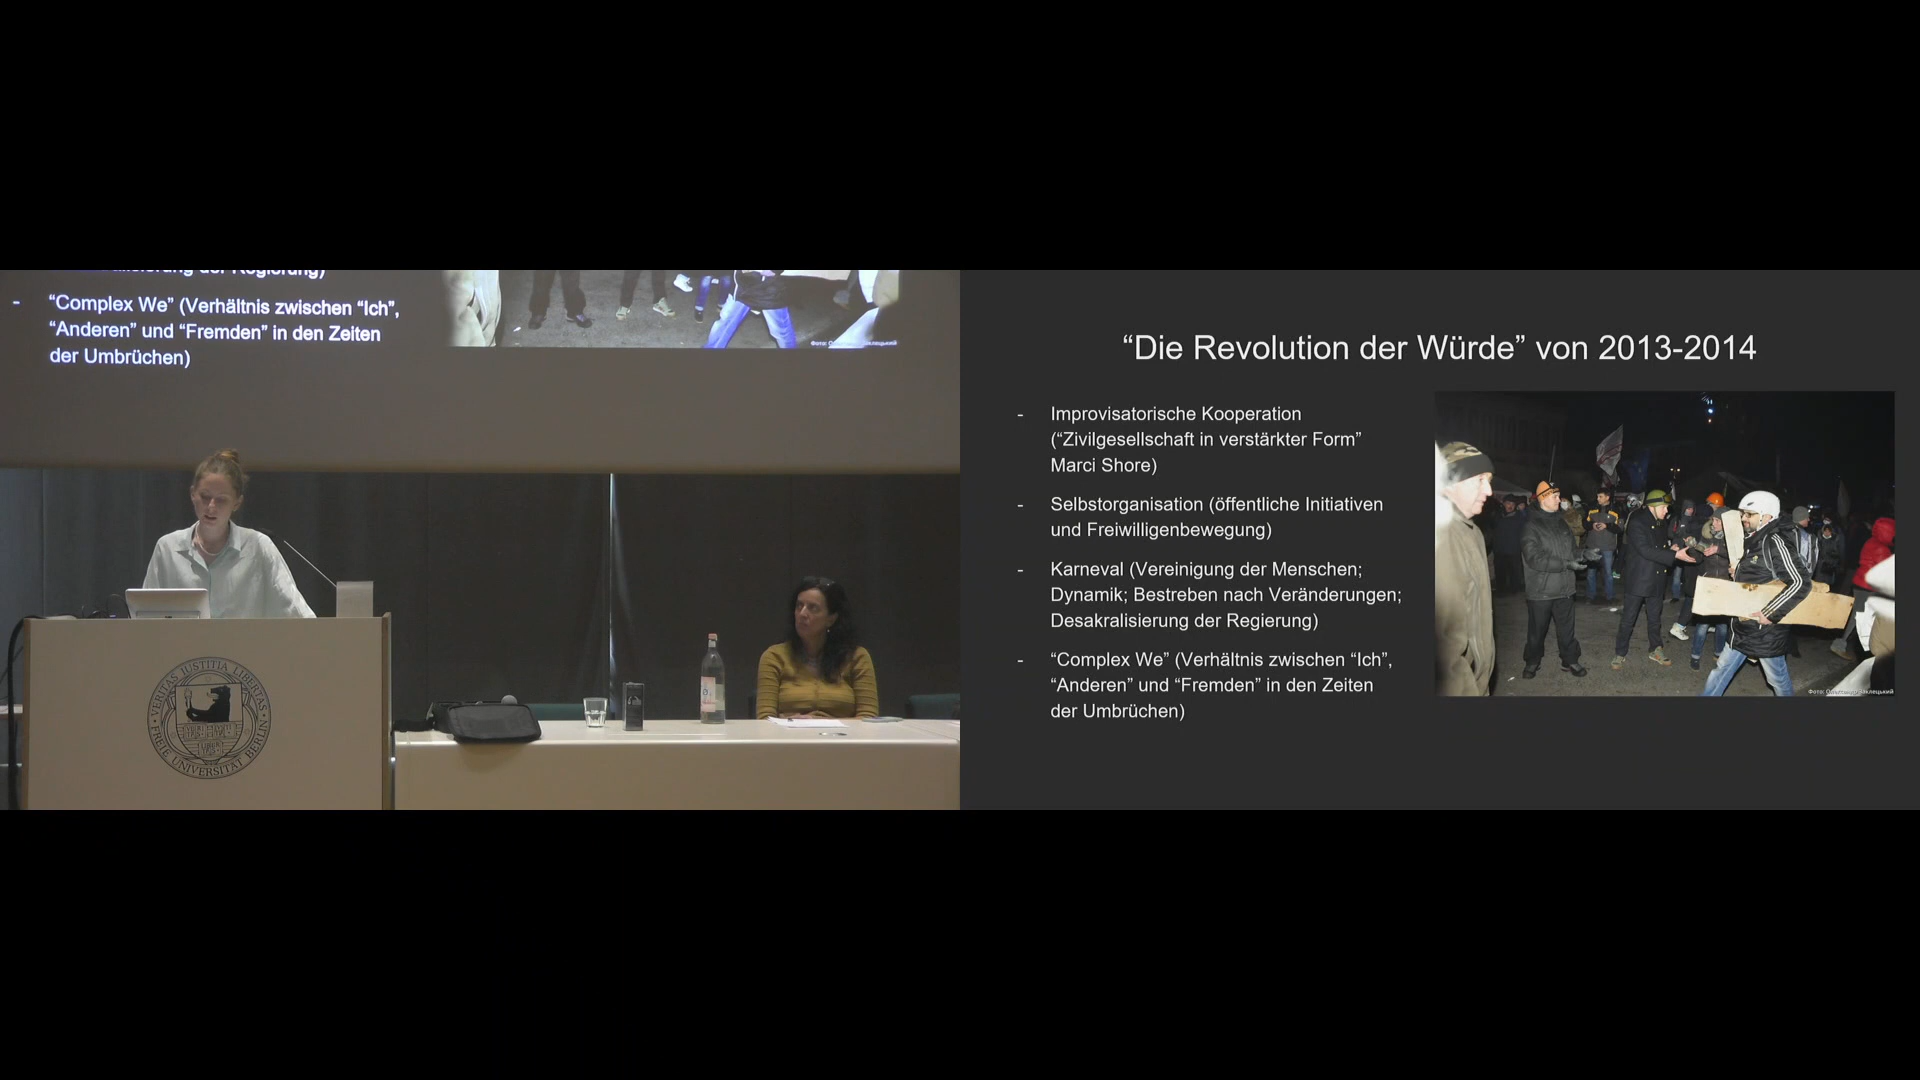 “Complex We” (Verhältnis zwischen “Ich”,
“Anderen” und “Fremden” in den Zeiten
der Umbrüchen)
VERITAS JUSTITIA LIBERTAS
FREIE UNIVERSITÄT BERLIN
“Die Revolution der Würde” von 2013-2014
- Improvisatorische Kooperation
(“Zivilgesellschaft in verstärkter Form”
Marci Shore)
- Selbstorganisation (öffentliche Initiativen
und Freiwilligenbewegung)
- Karneval (Vereinigung der Menschen;
Dynamik; Bestreben nach Veränderungen;
Desakralisierung der Regierung)
- “Complex We” (Verhältnis zwischen “Ich”,
“Anderen” und “Fremden” in den Zeiten
der Umbrüchen)